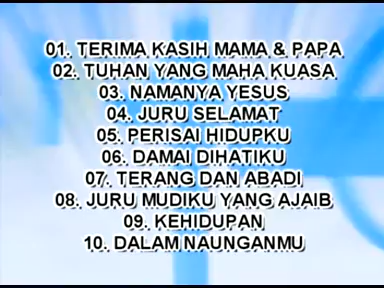 01. TERIMA KASIH MAMA & PAPA
02. TUHAN YANG MAHA KUASA
03. NAMANYA YESUS
04. JURU SELAMAT
05. PERISAI HIDUPKU
06. DAMAI DIHATIKU
07. TERANG DAN ABADI
08. JURU MUDIKU YANG AJAIB
09. KEHIDUPAN
10. DALAM NAUNGANMU